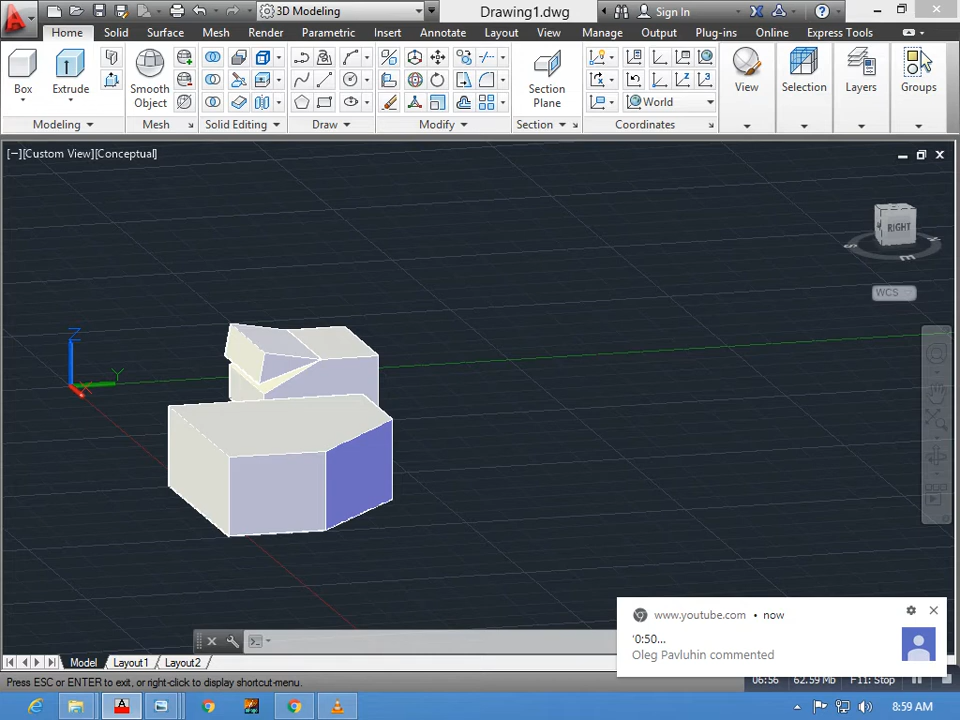 3D Modeling
Drawing1.dwg
Sign In
Home
Solid
Surface
Mesh
Render
Parametric
Insert
Annotate
Layout
View
Manage
Output
Plug-ins
Online
Express Tools
Box
Extrude
Smooth
Object
Section
Plane
World
View
Selection
Layers
Groups
Modeling
Mesh
Solid Editing
Draw
Modify
Section
Coordinates
[−][Custom View][Conceptual]
RIGHT
WCS
Z
Y
X
www.youtube.com • now
'0:50...
Oleg Pavluhin commented
Model
Layout1
Layout2
Press ESC or ENTER to exit, or right-click to display shortcut-menu.
06:56
62.59 Mb
F11: Stop
8:59 AM